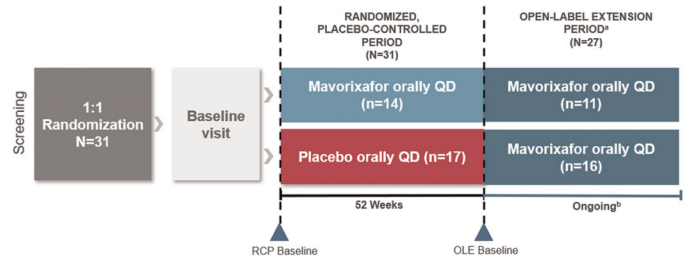 RANDOMIZED,
PLACEBO-CONTROLLED
PERIOD
(N=31)
OPEN-LABEL EXTENSION
PERIODᵃ
(N=27)
Screening
1:1
Randomization
N=31
Baseline
visit
Mavorixafor orally QD
(n=14)
Mavorixafor orally QD
(n=11)
Placebo orally QD (n=17)
Mavorixafor orally QD
(n=16)
52 Weeks
Ongoingᵇ
RCP Baseline
OLE Baseline